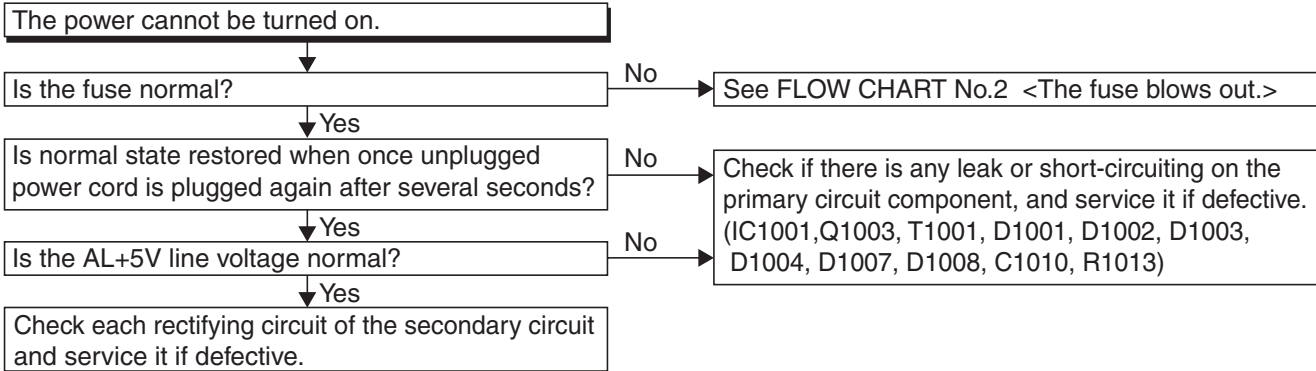 The power cannot be turned on.
Is the fuse normal?
No
See FLOW CHART No.2 <The fuse blows out.>
Yes
Is normal state restored when once unplugged
power cord is plugged again after several seconds?
No
Check if there is any leak or short-circuiting on the
primary circuit component, and service it if defective.
(IC1001,Q1003, T1001, D1001, D1002, D1003,
D1004, D1007, D1008, C1010, R1013)
Yes
Is the AL+5V line voltage normal?
No
Yes
Check each rectifying circuit of the secondary circuit
and service it if defective.